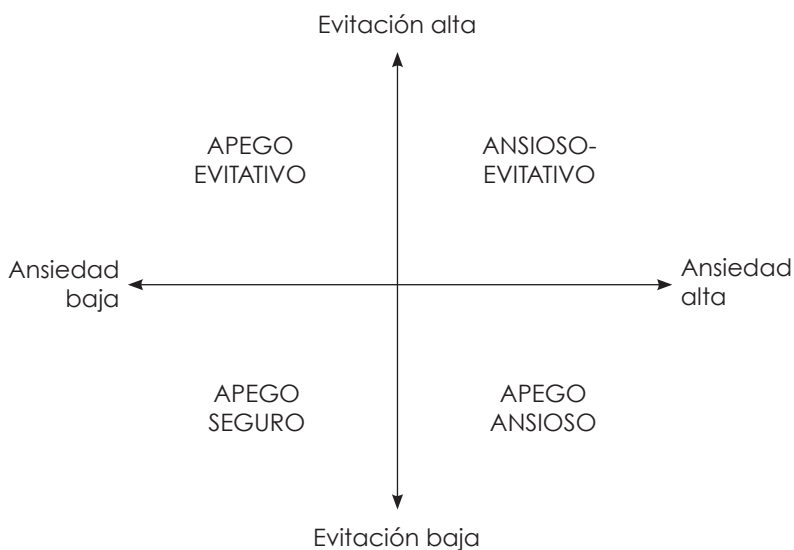 Evitación alta
APEGO
EVITATIVO
ANSIOSO-
EVITATIVO
Ansiedad
baja
Ansiedad
alta
APEGO
SEGURO
APEGO
ANSIOSO
Evitación baja